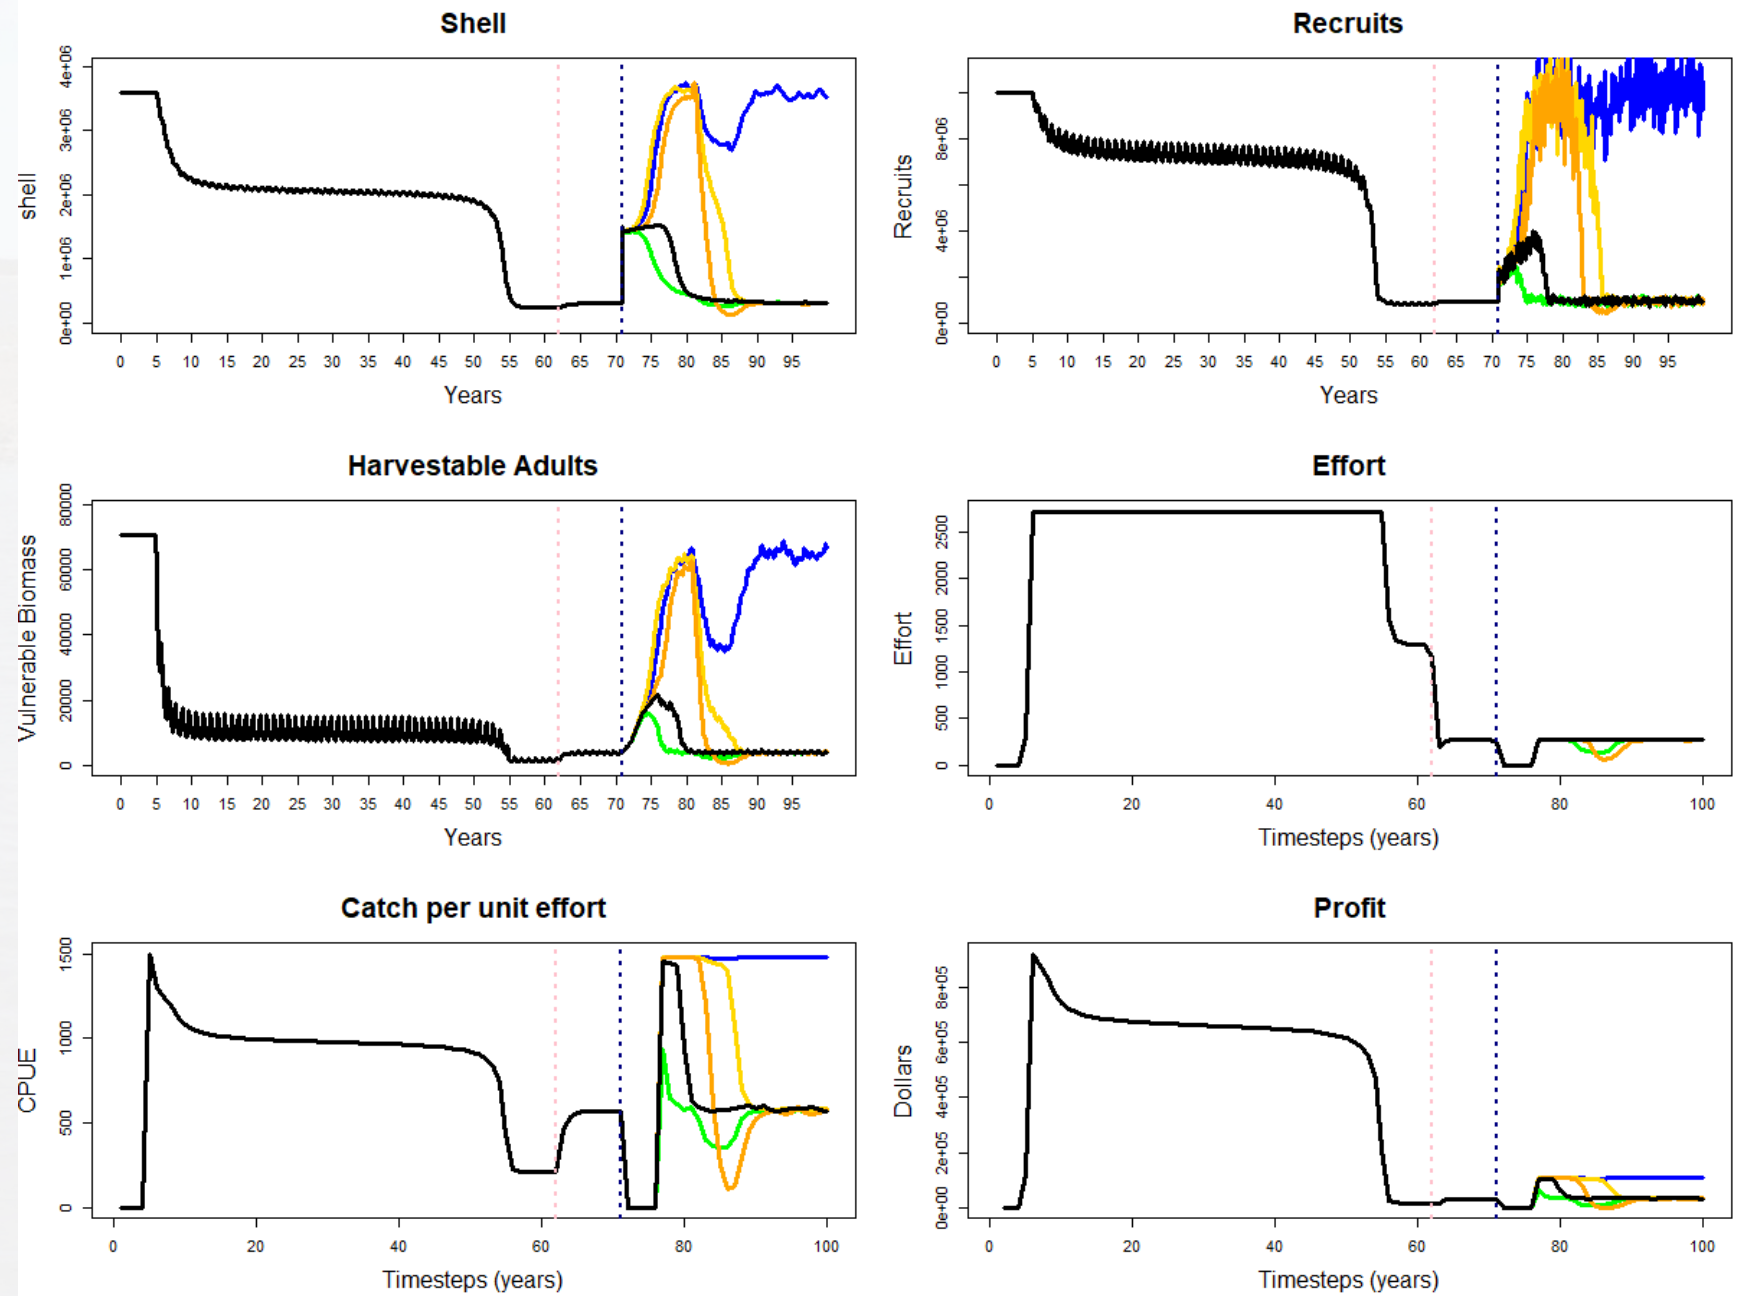 Shell
shell
0e+00 1e+06 2e+06 3e+06 4e+06
0 5 10 15 20 25 30 35 40 45 50 55 60 65 70 75 80 85 90 95
Years
Recruits
Recruits
0e+00 4e+06 8e+06
0 5 10 15 20 25 30 35 40 45 50 55 60 65 70 75 80 85 90 95
Years
Harvestable Adults
Vulnerable Biomass
0 20000 40000 60000 80000
0 5 10 15 20 25 30 35 40 45 50 55 60 65 70 75 80 85 90 95
Years
Effort
Effort
0 500 1000 1500 2000 2500
0 20 40 60 80 100
Timesteps (years)
Catch per unit effort
CPUE
0 500 1000 1500
0 20 40 60 80 100
Timesteps (years)
Profit
Dollars
0e+00 2e+05 4e+05 6e+05 8e+05
0 20 40 60 80 100
Timesteps (years)